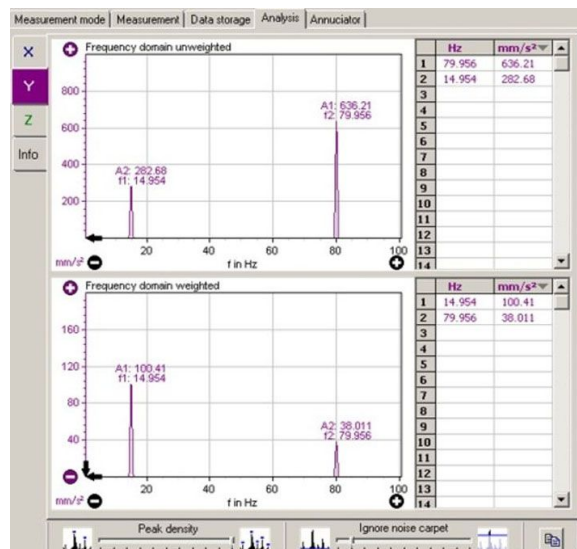 Measurement mode | Measurement | Data storage | Analysis | Annuciator
X
Y
Z
Info
Frequency domain unweighted
800
600
400
200
A1: 636.21
f2: 79.956
A2: 282.68
f1: 14.954
20 40 60 80 100
mm/s² f in Hz
Hz mm/s²
1 79.956 636.21
2 14.954 282.68
3
4
5
6
7
8
9
10
11
12
13
14
Frequency domain weighted
160
120
80
40
A1: 100.41
f1: 14.954
A2: 38.011
f2: 79.956
20 40 60 80 100
mm/s² f in Hz
Hz mm/s²
1 14.954 100.41
2 79.956 38.011
3
4
5
6
7
8
9
10
11
12
13
14
Peak density
Ignore noise carpet